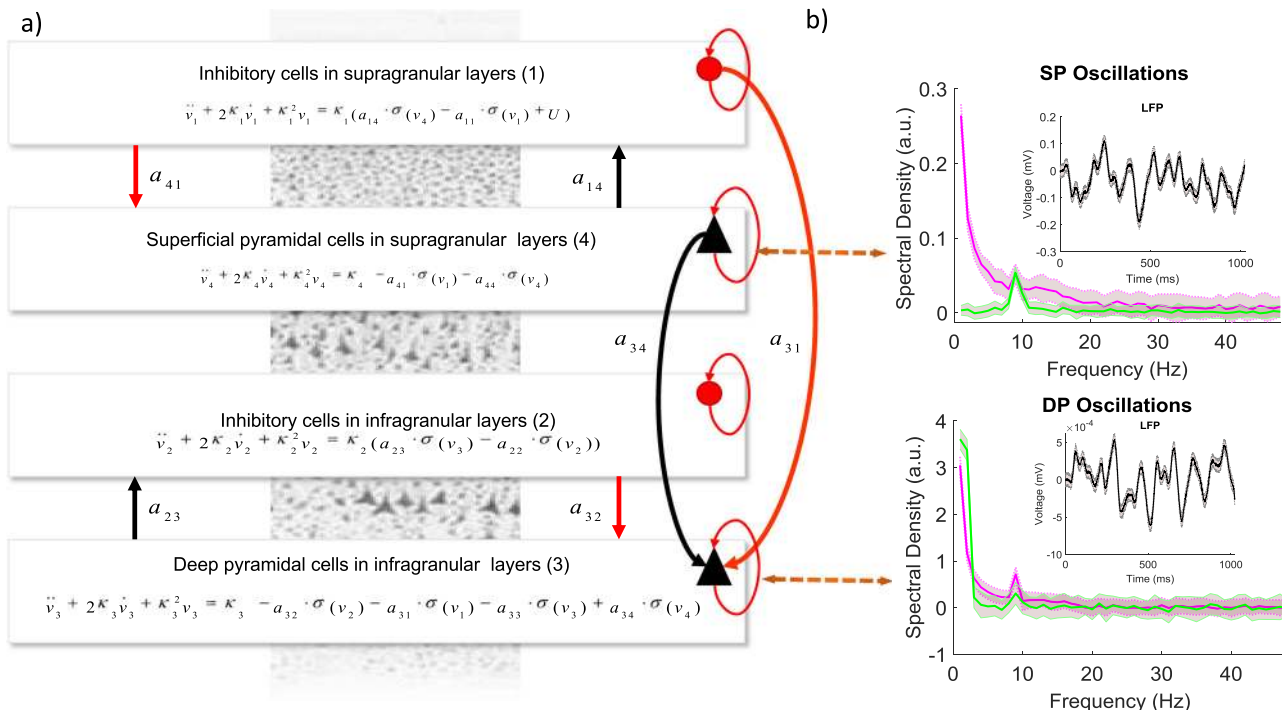 a)
Inhibitory cells in supragranular layers (1)
v̈₁ + 2κ₁v̇₁ + κ₁²v₁ = κ₁(a₁₄ · σ(v₄) − a₁₁ · σ(v₁) + U)
a₄₁
a₁₄
Superficial pyramidal cells in supragranular layers (4)
v̈₄ + 2κ₄v̇₄ + κ₄²v₄ = κ₄ −a₄₁ · σ(v₁) − a₄₄ · σ(v₄)
a₃₄
a₃₁
Inhibitory cells in infragranular layers (2)
v̈₂ + 2κ₂v̇₂ + κ₂²v₂ = κ₂(a₂₃ · σ(v₃) − a₂₂ · σ(v₂))
a₂₃
a₃₂
Deep pyramidal cells in infragranular layers (3)
v̈₃ + 2κ₃v̇₃ + κ₃²v₃ = κ₃ −a₃₂ · σ(v₂) − a₃₁ · σ(v₁) − a₃₃ · σ(v₃) + a₃₄ · σ(v₄)
b)
SP Oscillations
Spectral Density (a.u.)
0.3
0.2
0.1
0
0 10 20 30 40
Frequency (Hz)
LFP
Voltage (mV)
0.2
0.1
0
-0.1
-0.2
-0.3
0 500 1000
Time (ms)
DP Oscillations
Spectral Density (a.u.)
4
3
2
1
0
-1
0 10 20 30 40
Frequency (Hz)
LFP
×10⁻⁴
Voltage (mV)
5
0
-5
-10
0 500 1000
Time (ms)